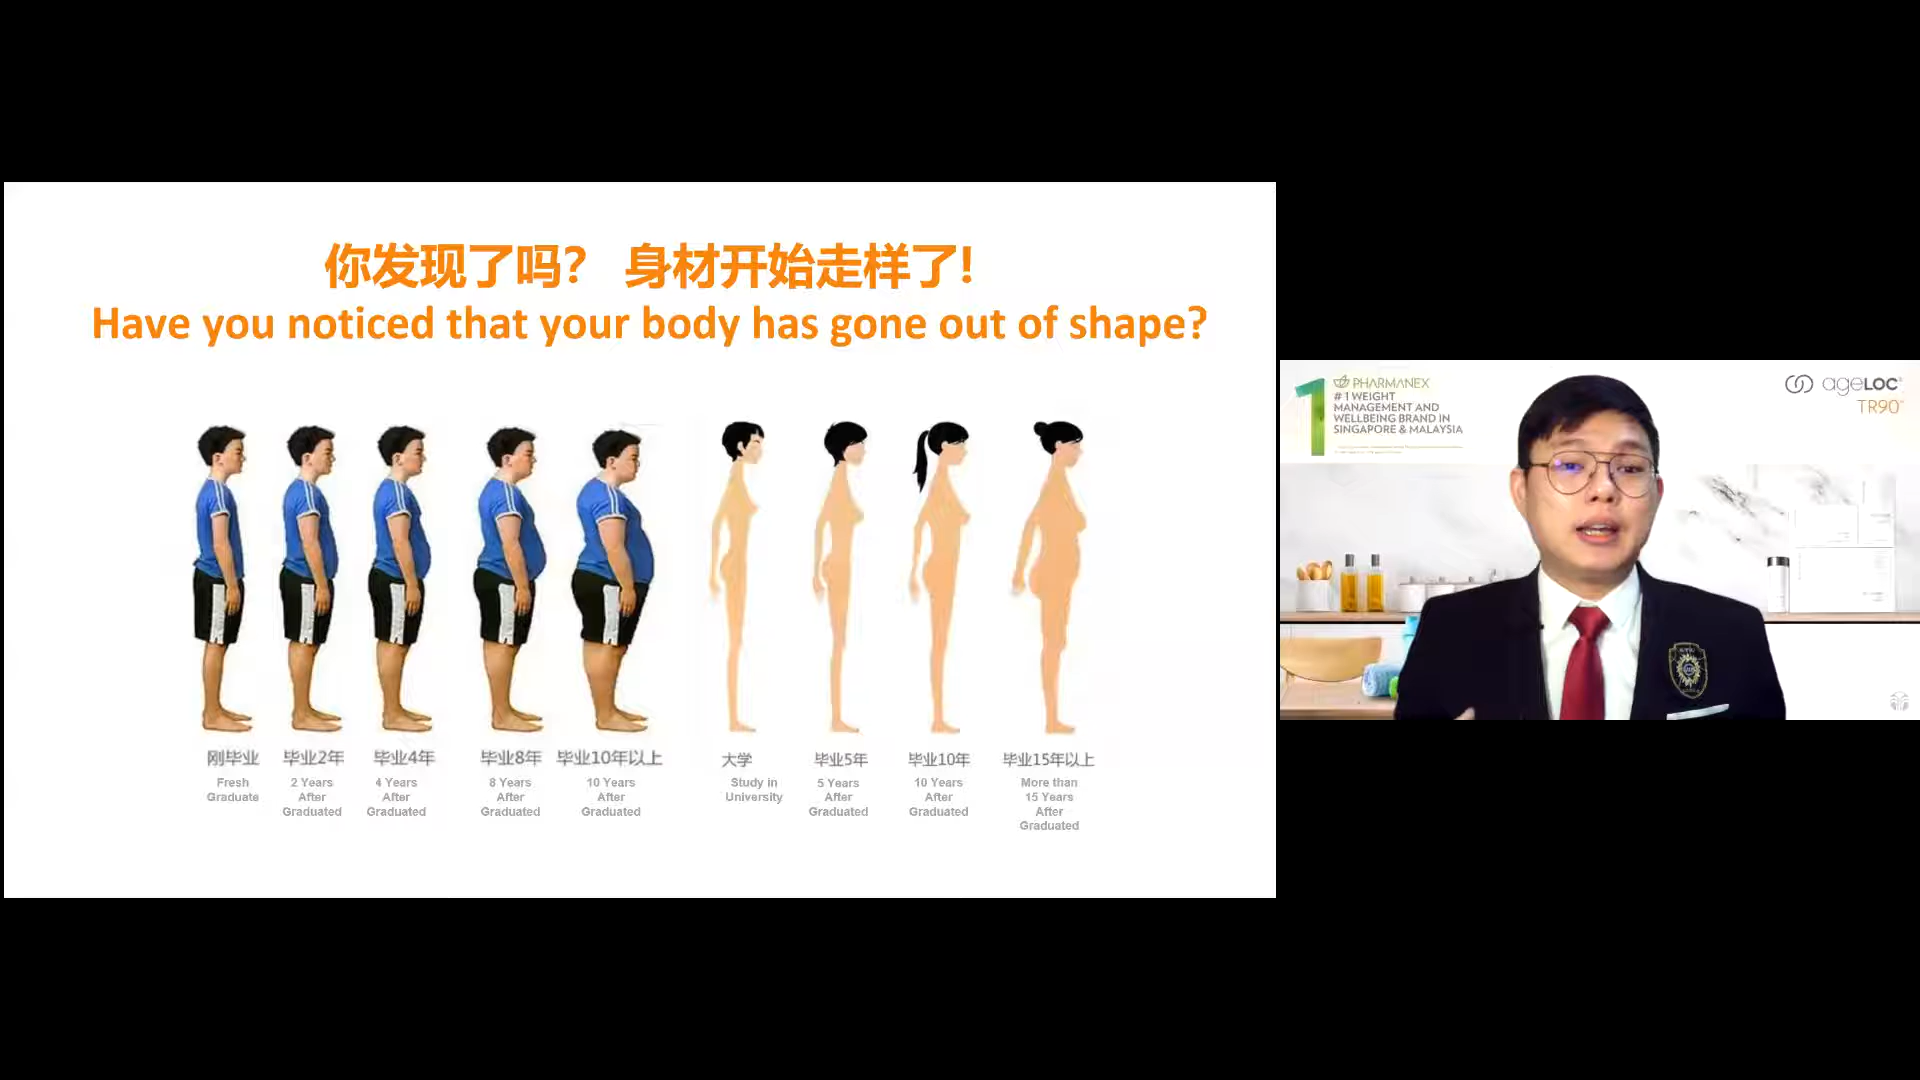 你发现了吗? 身材开始走样了!
Have you noticed that your body has gone out of shape?
刚毕业
Fresh
Graduate
毕业2年
2 Years
After
Graduated
毕业4年
4 Years
After
Graduated
毕业8年
8 Years
After
Graduated
毕业10年以上
10 Years
After
Graduated
大学
Study in
University
毕业5年
5 Years
After
Graduated
毕业10年
10 Years
After
Graduated
毕业15年以上
More than
15 Years
After
Graduated
1
PHARMANEX
#1 WEIGHT
MANAGEMENT AND
WELLBEING BRAND IN
SINGAPORE & MALAYSIA
ageLOC®
TR90™